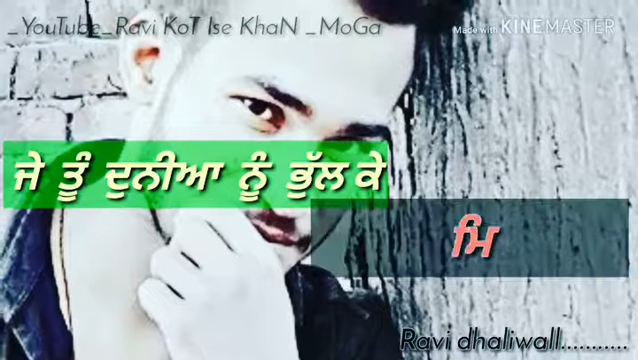 _YouTube_Ravi KoT Ise KhaN _MoGa
Made with KINEMASTER
ਜੇ ਤੂੰ ਦੁਨੀਆ ਨੂੰ ਭੁੱਲ ਕੇ
ਮਿ
Ravi dhaliwall..........